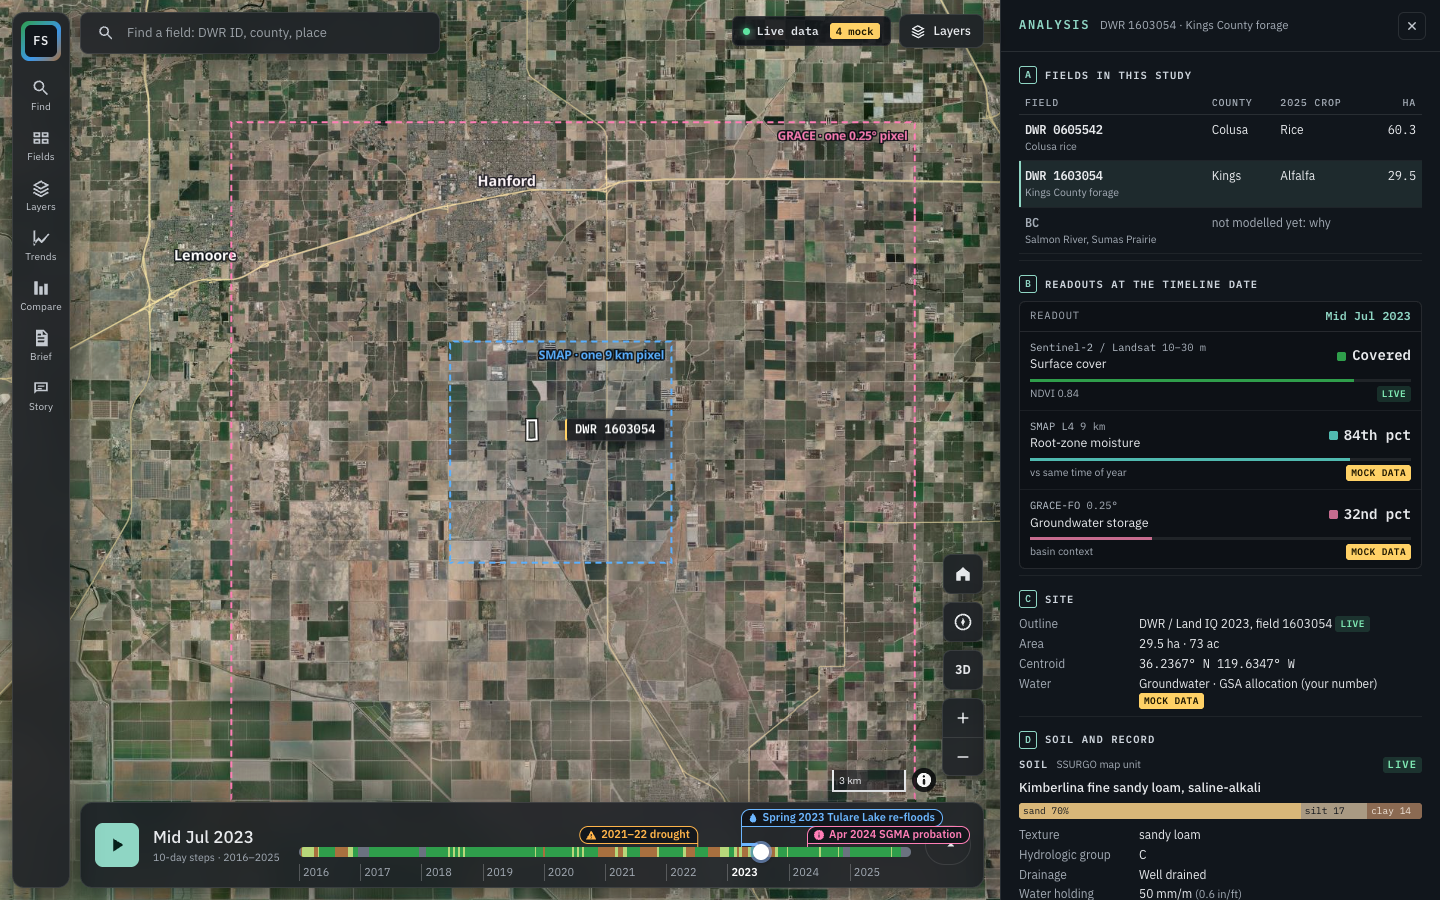 FS
Find a field: DWR ID, county, place
Live data
4 mock
Layers
Find
Fields
Layers
Trends
Compare
Brief
Story
GRACE · one 0.25° pixel
Hanford
Lemoore
SMAP · one 9 km pixel
DWR 1603054
3D
+
−
3 km
Mid Jul 2023
10-day steps · 2016–2025
2021–22 drought
Spring 2023 Tulare Lake re-floods
Apr 2024 SGMA probation
2016
2017
2018
2019
2020
2021
2022
2023
2024
2025
ANALYSIS DWR 1603054 · Kings County forage
A FIELDS IN THIS STUDY
FIELD COUNTY 2025 CROP HA
DWR 0605542 Colusa Rice 60.3
Colusa rice
DWR 1603054 Kings Alfalfa 29.5
Kings County forage
BC not modelled yet: why
Salmon River, Sumas Prairie
B READOUTS AT THE TIMELINE DATE
READOUT Mid Jul 2023
Sentinel-2 / Landsat 10–30 m
Surface cover Covered
NDVI 0.84 LIVE
SMAP L4 9 km
Root-zone moisture 84th pct
vs same time of year MOCK DATA
GRACE-FO 0.25°
Groundwater storage 32nd pct
basin context MOCK DATA
C SITE
Outline DWR / Land IQ 2023, field 1603054 LIVE
Area 29.5 ha · 73 ac
Centroid 36.2367° N 119.6347° W
Water Groundwater · GSA allocation (your number)
MOCK DATA
D SOIL AND RECORD
SOIL SSURGO map unit LIVE
Kimberlina fine sandy loam, saline-alkali
sand 70% silt 17 clay 14
Texture sandy loam
Hydrologic group C
Drainage Well drained
Water holding 50 mm/m (0.6 in/ft)